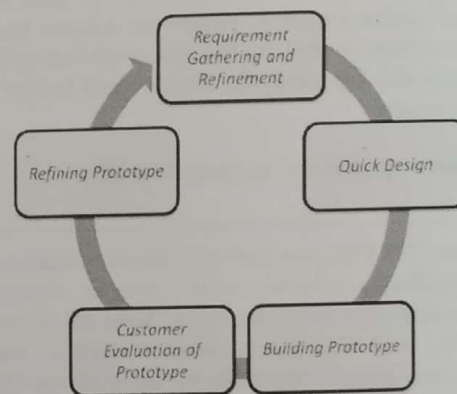 Requirement
Gathering and
Refinement
Quick Design
Building Prototype
Customer
Evaluation of
Prototype
Refining Prototype